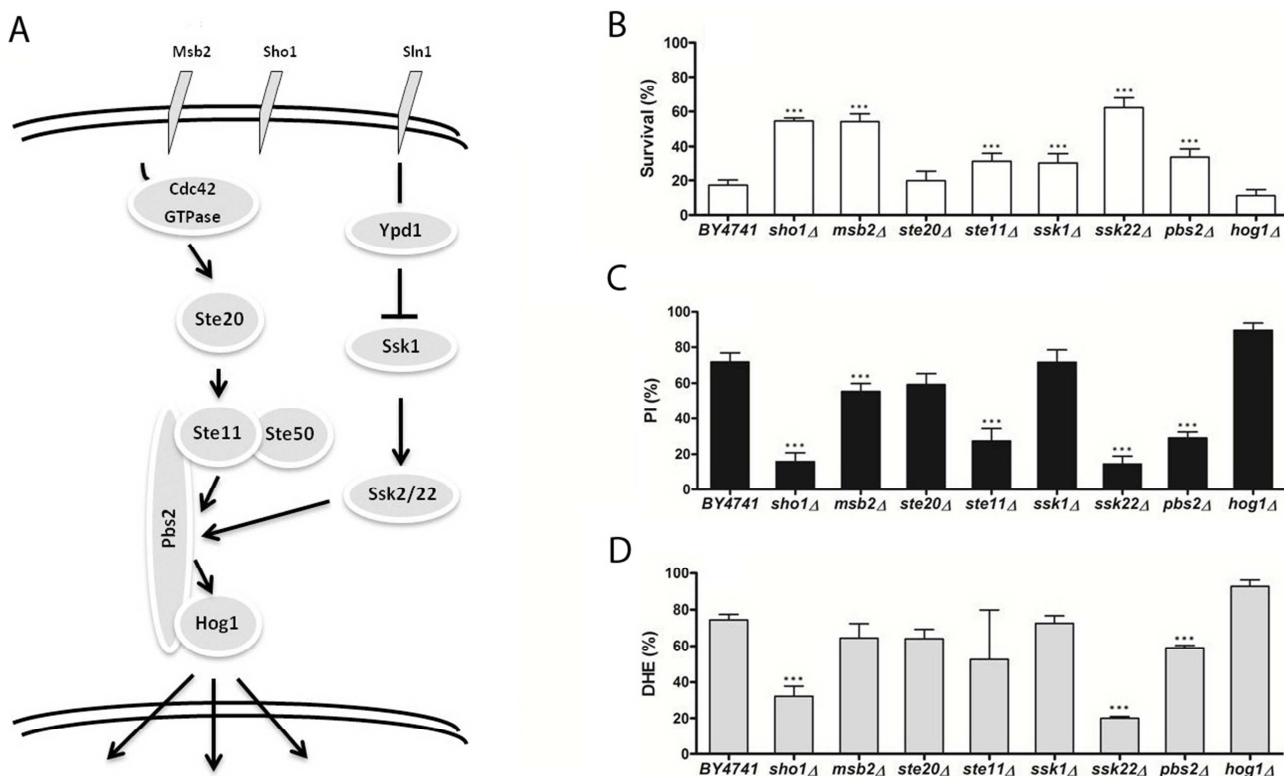 A
Msb2 Sho1 Sln1
Cdc42
GTPase
Ypd1
Ste20
Ssk1
Ste11 Ste50
Ssk2/22
Pbs2
Hog1
B
Survival (%)
100
80
60
40
20
0
*** *** *** *** *** ***
BY4741 sho1Δ msb2Δ ste20Δ ste11Δ ssk1Δ ssk22Δ pbs2Δ hog1Δ
C
PI (%)
100
80
60
40
20
0
*** *** *** *** ***
BY4741 sho1Δ msb2Δ ste20Δ ste11Δ ssk1Δ ssk22Δ pbs2Δ hog1Δ
D
DHE (%)
100
80
60
40
20
0
*** *** ***
BY4741 sho1Δ msb2Δ ste20Δ ste11Δ ssk1Δ ssk22Δ pbs2Δ hog1Δ